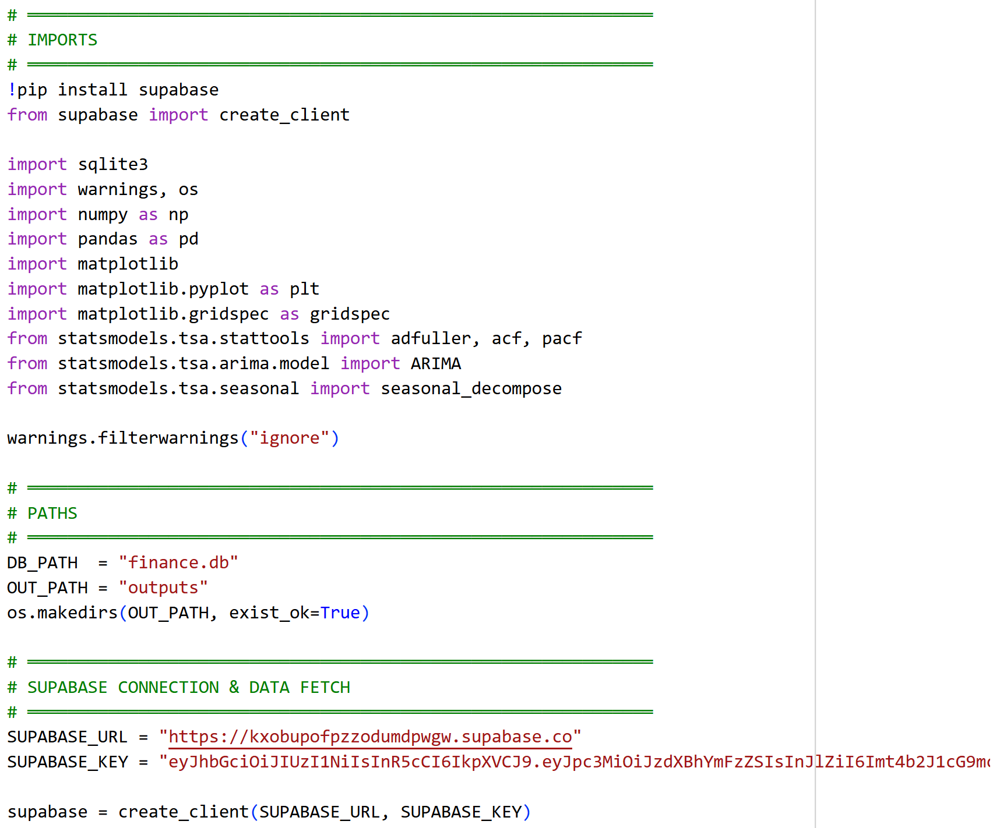 # ══════════════════════════════════════════════════════════════
# IMPORTS
# ══════════════════════════════════════════════════════════════
!pip install supabase
from supabase import create_client

import sqlite3
import warnings, os
import numpy as np
import pandas as pd
import matplotlib
import matplotlib.pyplot as plt
import matplotlib.gridspec as gridspec
from statsmodels.tsa.stattools import adfuller, acf, pacf
from statsmodels.tsa.arima.model import ARIMA
from statsmodels.tsa.seasonal import seasonal_decompose

warnings.filterwarnings("ignore")

# ══════════════════════════════════════════════════════════════
# PATHS
# ══════════════════════════════════════════════════════════════
DB_PATH  = "finance.db"
OUT_PATH = "outputs"
os.makedirs(OUT_PATH, exist_ok=True)

# ══════════════════════════════════════════════════════════════
# SUPABASE CONNECTION & DATA FETCH
# ══════════════════════════════════════════════════════════════
SUPABASE_URL = "https://kxobupofpzzodumdpwgw.supabase.co"
SUPABASE_KEY = "eyJhbGciOiJIUzI1NiIsInR5cCI6IkpXVCJ9.eyJpc3MiOiJzdXBhYmFzZSIsInJlZiI6Imt4b2J1cG9m

supabase = create_client(SUPABASE_URL, SUPABASE_KEY)